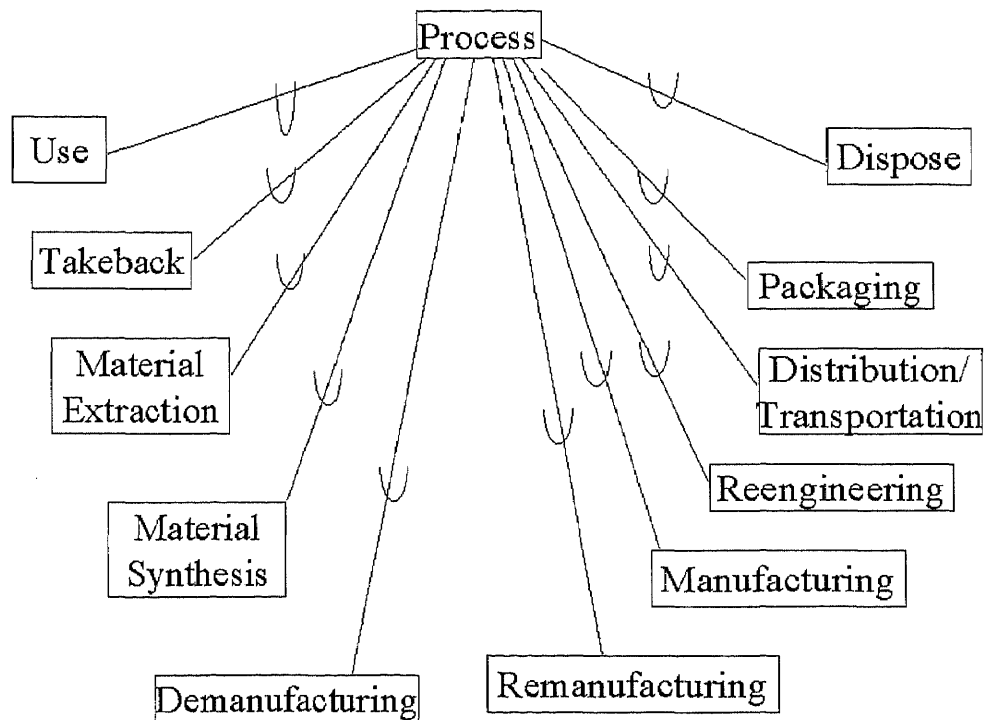 Process
Use
Dispose
Takeback
Packaging
Material
Extraction
Distribution/
Transportation
Reengineering
Material
Synthesis
Manufacturing
Remanufacturing
Demanufacturing